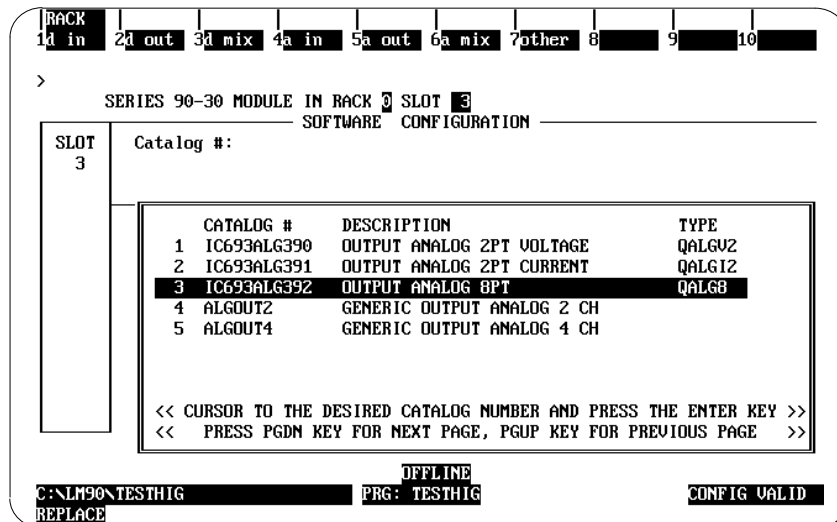 RACK
1d in 2d out 3d mix 4a in 5a out 6a mix 7other 8 9 10
>
SERIES 90-30 MODULE IN RACK 0 SLOT 3
SOFTWARE CONFIGURATION
SLOT Catalog #:
3
CATALOG # DESCRIPTION TYPE
1 IC693ALG390 OUTPUT ANALOG 2PT VOLTAGE QALGV2
2 IC693ALG391 OUTPUT ANALOG 2PT CURRENT QALGI2
3 IC693ALG392 OUTPUT ANALOG 8PT QALG8
4 ALGOUT2 GENERIC OUTPUT ANALOG 2 CH
5 ALGOUT4 GENERIC OUTPUT ANALOG 4 CH
<< CURSOR TO THE DESIRED CATALOG NUMBER AND PRESS THE ENTER KEY >>
<< PRESS PGDN KEY FOR NEXT PAGE, PGUP KEY FOR PREVIOUS PAGE >>
OFFLINE
C:\LM90\TESTHIG PRG: TESTHIG CONFIG VALID
REPLACE